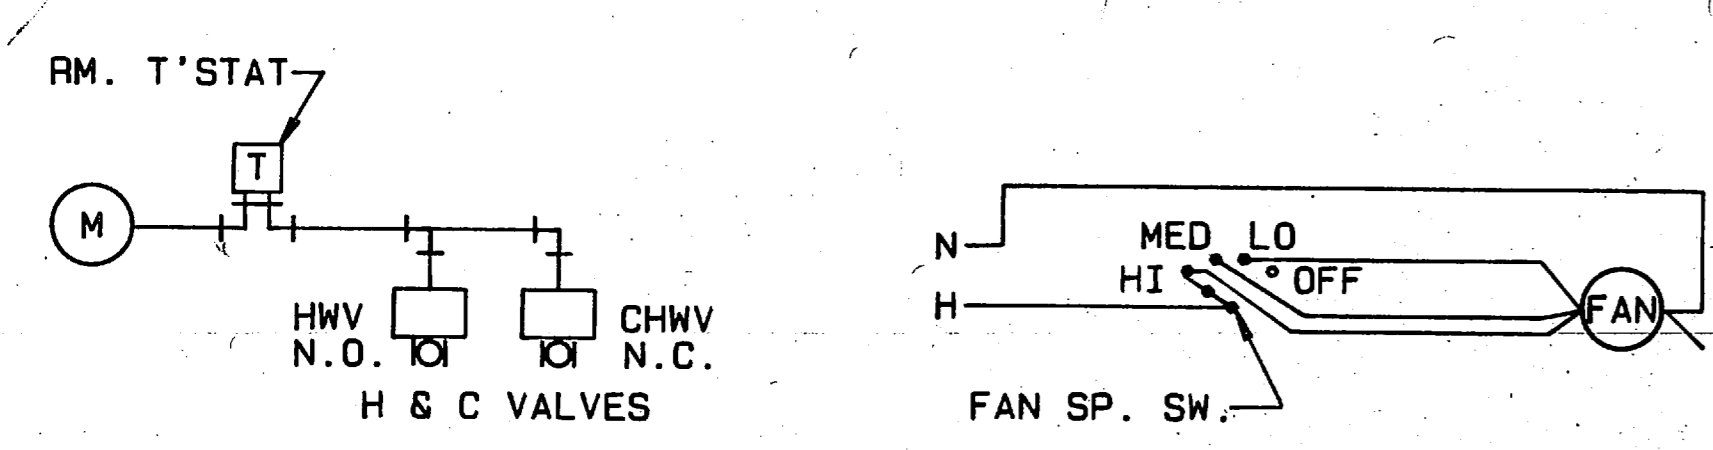 RM. T'STAT
T
M
HWV
N.O.
CHWV
N.C.
H & C VALVES
N
H
MED LO
HI OFF
FAN
FAN SP. SW.